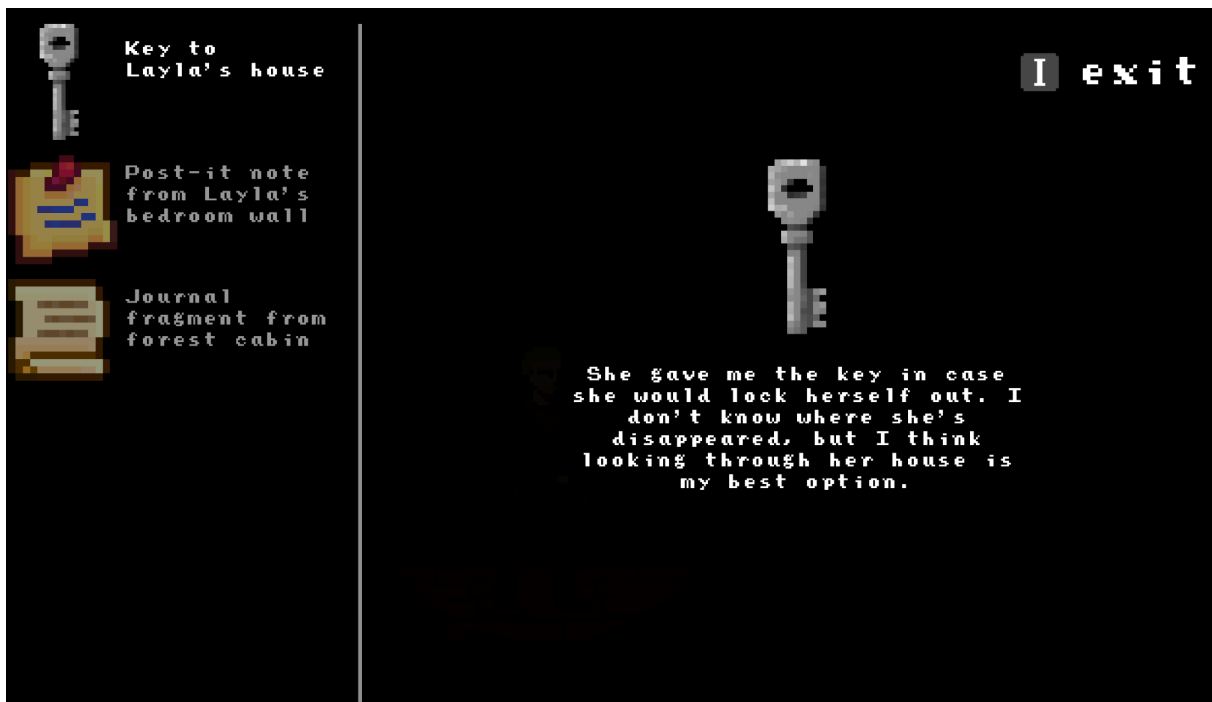 Key to
Layla's house
Post-it note
from Layla's
bedroom wall
Journal
fragment from
forest cabin
I exit
She gave me the key in case
she would lock herself out. I
don't know where she's
disappeared, but I think
looking through her house is
my best option.